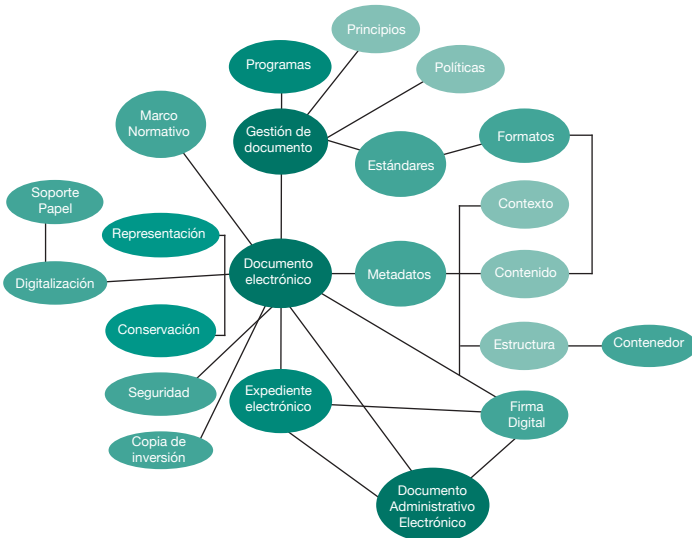 Principios
Programas
Políticas
Marco
Normativo
Gestión de
documento
Formatos
Estándares
Soporte
Papel
Contexto
Representación
Documento
electrónico
Metadatos
Contenido
Digitalización
Conservación
Estructura
Contenedor
Seguridad
Expediente
electrónico
Firma
Digital
Copia de
inversión
Documento
Administrativo
Electrónico